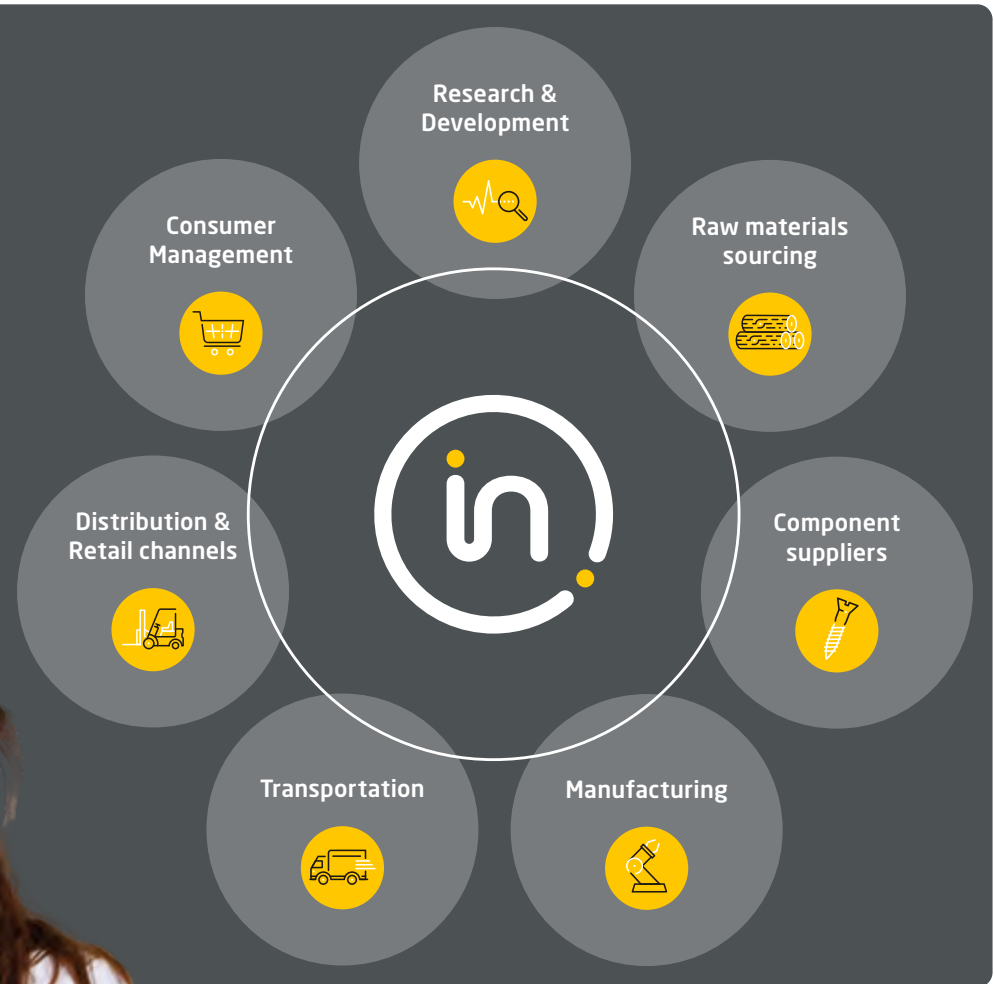 Research &
Development
Raw materials
sourcing
Component
suppliers
Manufacturing
Transportation
Distribution &
Retail channels
Consumer
Management
in